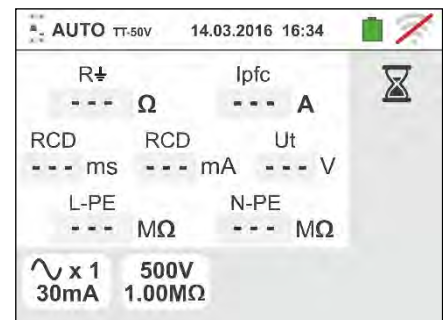 AUTO TT-50V 14.03.2016 16:34
R⏚ Ipfc
--- Ω --- A
RCD RCD Ut
--- ms --- mA --- V
L-PE N-PE
--- MΩ --- MΩ
∿ x 1 500V
30mA 1.00MΩ